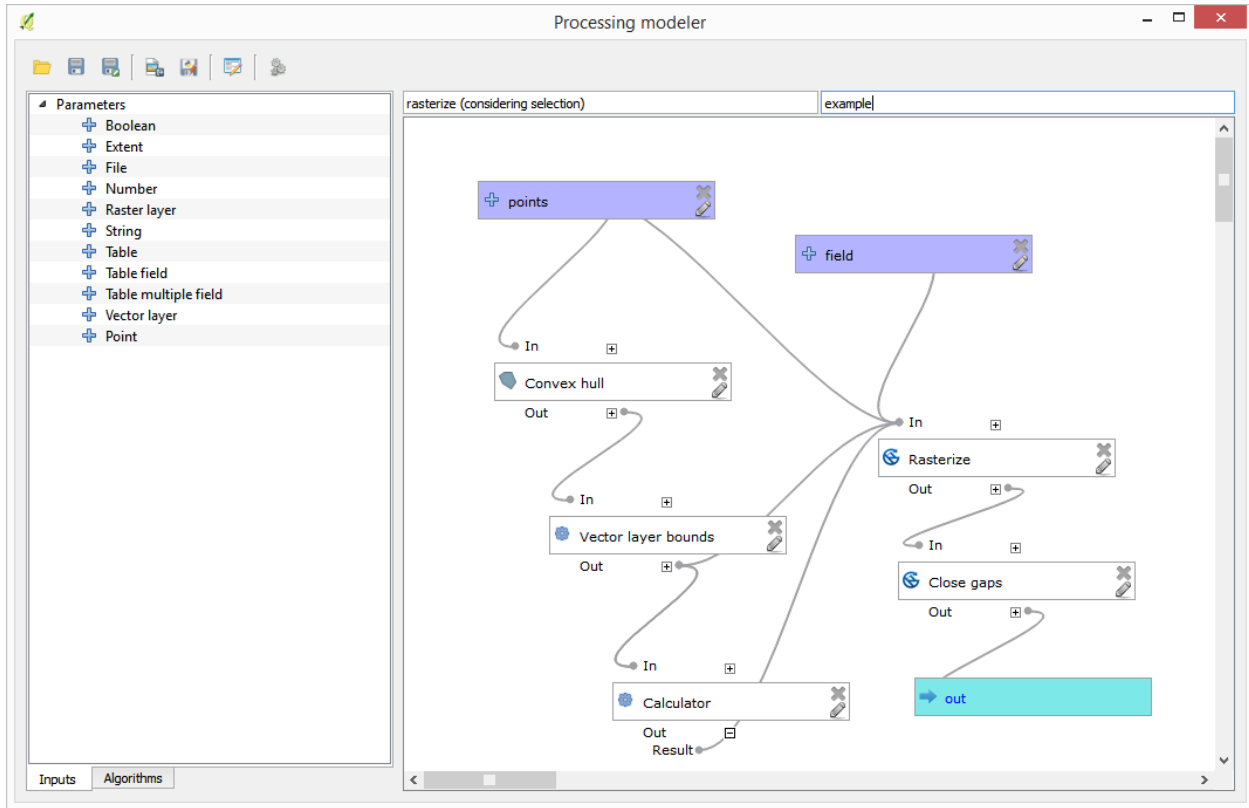 Processing modeler
Parameters
Boolean
Extent
File
Number
Raster layer
String
Table
Table field
Table multiple field
Vector layer
Point
Inputs
Algorithms
rasterize (considering selection)
example
points
field
In
Convex hull
Out
In
Rasterize
Out
In
Vector layer bounds
Out
In
Close gaps
Out
In
Calculator
Out
Result
out